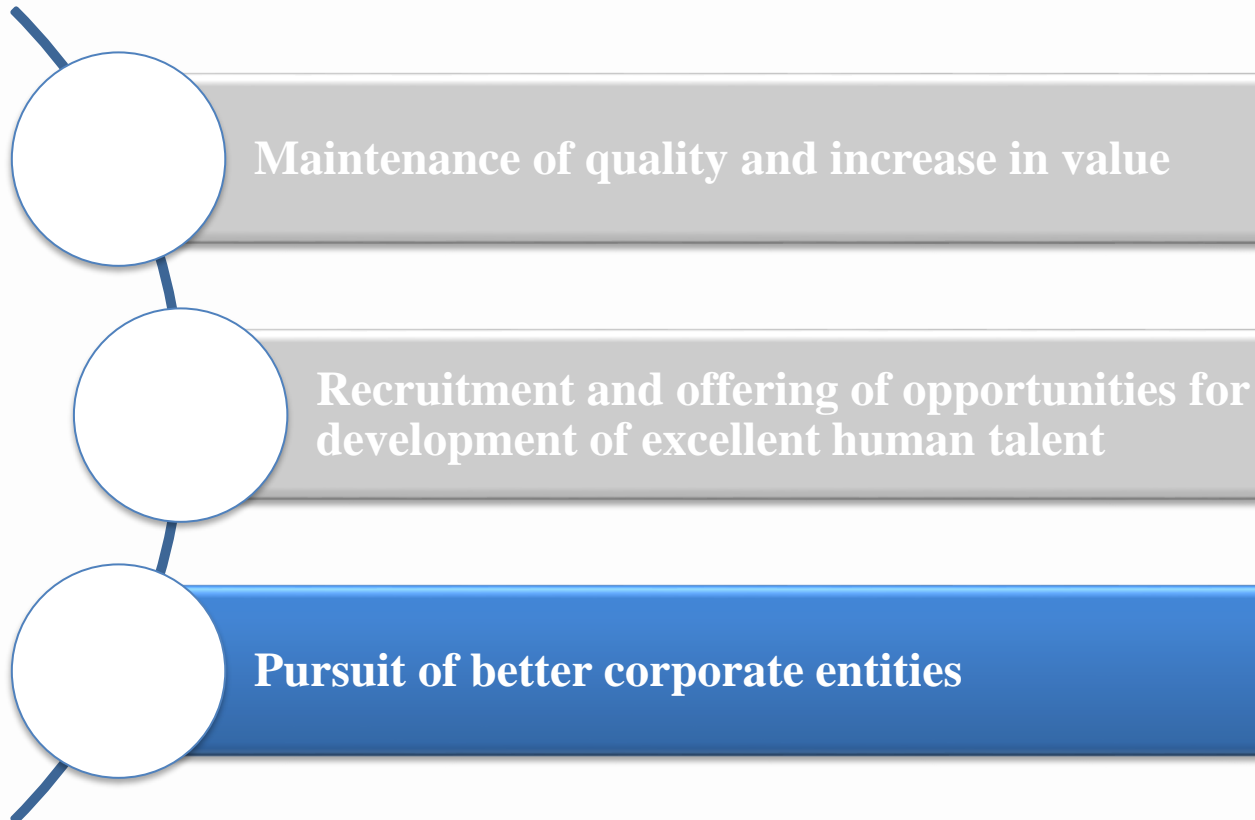 Maintenance of quality and increase in value
Recruitment and offering of opportunities for
development of excellent human talent
Pursuit of better corporate entities